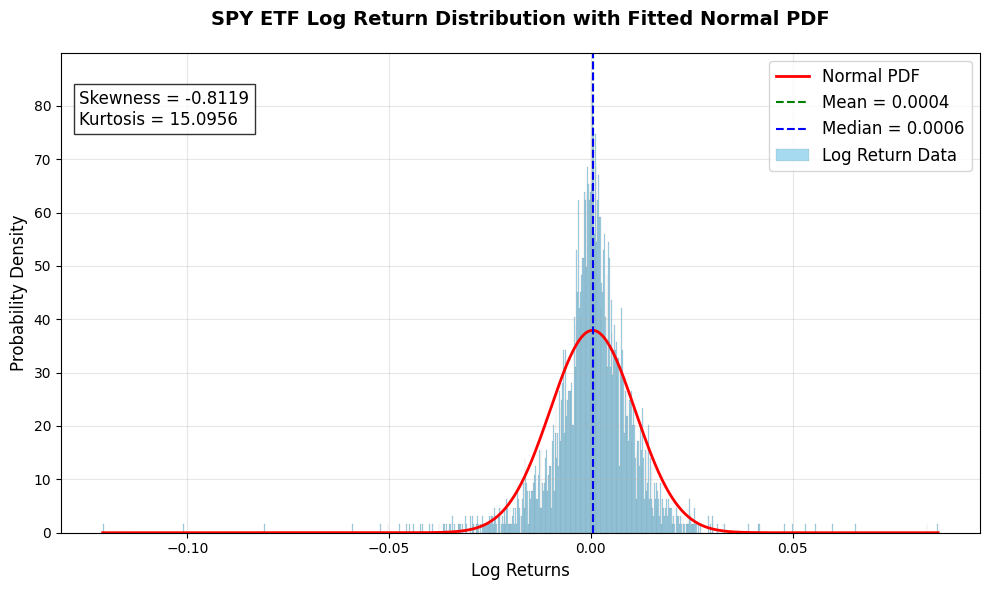 SPY ETF Log Return Distribution with Fitted Normal PDF
Skewness = -0.8119
Kurtosis = 15.0956
Normal PDF
Mean = 0.0004
Median = 0.0006
Log Return Data
Probability Density
80
70
60
50
40
30
20
10
0
−0.10
−0.05
0.00
0.05
Log Returns